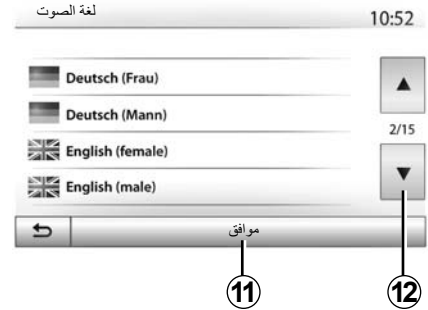 لغة الصوت
10:52
Deutsch (Frau)
Deutsch (Mann)
2/15
English (female)
English (male)
موافق
11
12